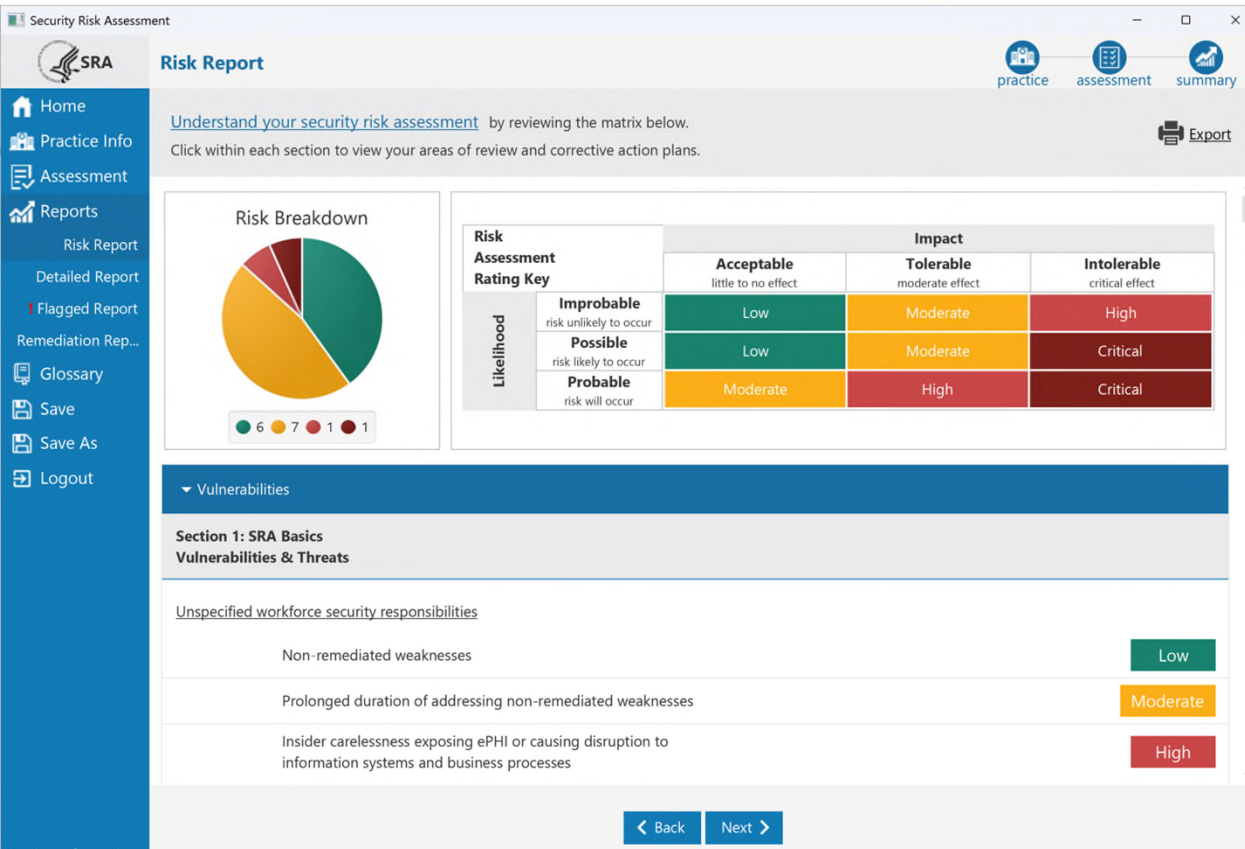 Security Risk Assessment
SRA
Risk Report
practice
assessment
summary
Home
Practice Info
Assessment
Reports
Risk Report
Detailed Report
! Flagged Report
Remediation Rep...
Glossary
Save
Save As
Logout
Understand your security risk assessment by reviewing the matrix below.
Click within each section to view your areas of review and corrective action plans.
Export
Risk Breakdown
6 7 1 1
Risk
Assessment
Rating Key
Impact
Acceptable
little to no effect
Tolerable
moderate effect
Intolerable
critical effect
Likelihood
Improbable
risk unlikely to occur
Low
Moderate
High
Possible
risk likely to occur
Low
Moderate
Critical
Probable
risk will occur
Moderate
High
Critical
Vulnerabilities
Section 1: SRA Basics
Vulnerabilities & Threats
Unspecified workforce security responsibilities
Non-remediated weaknesses
Low
Prolonged duration of addressing non-remediated weaknesses
Moderate
Insider carelessness exposing ePHI or causing disruption to
information systems and business processes
High
Back
Next